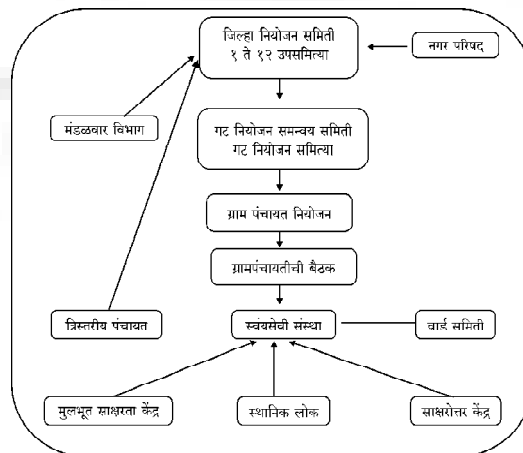 जिल्हा नियोजन समिती
१ ते १२ उपसमित्या
नगर परिषद
मंडळवार विभाग
गट नियोजन समन्वय समिती
गट नियोजन समित्या
ग्राम पंचायत नियोजन
ग्रामपंचायतीची बैठक
त्रिस्तरीय पंचायत
स्वंयसेवी संस्था
वार्ड समिती
मुलभूत साक्षरता केंद्र
स्थानिक लोक
साक्षरोत्तर केंद्र